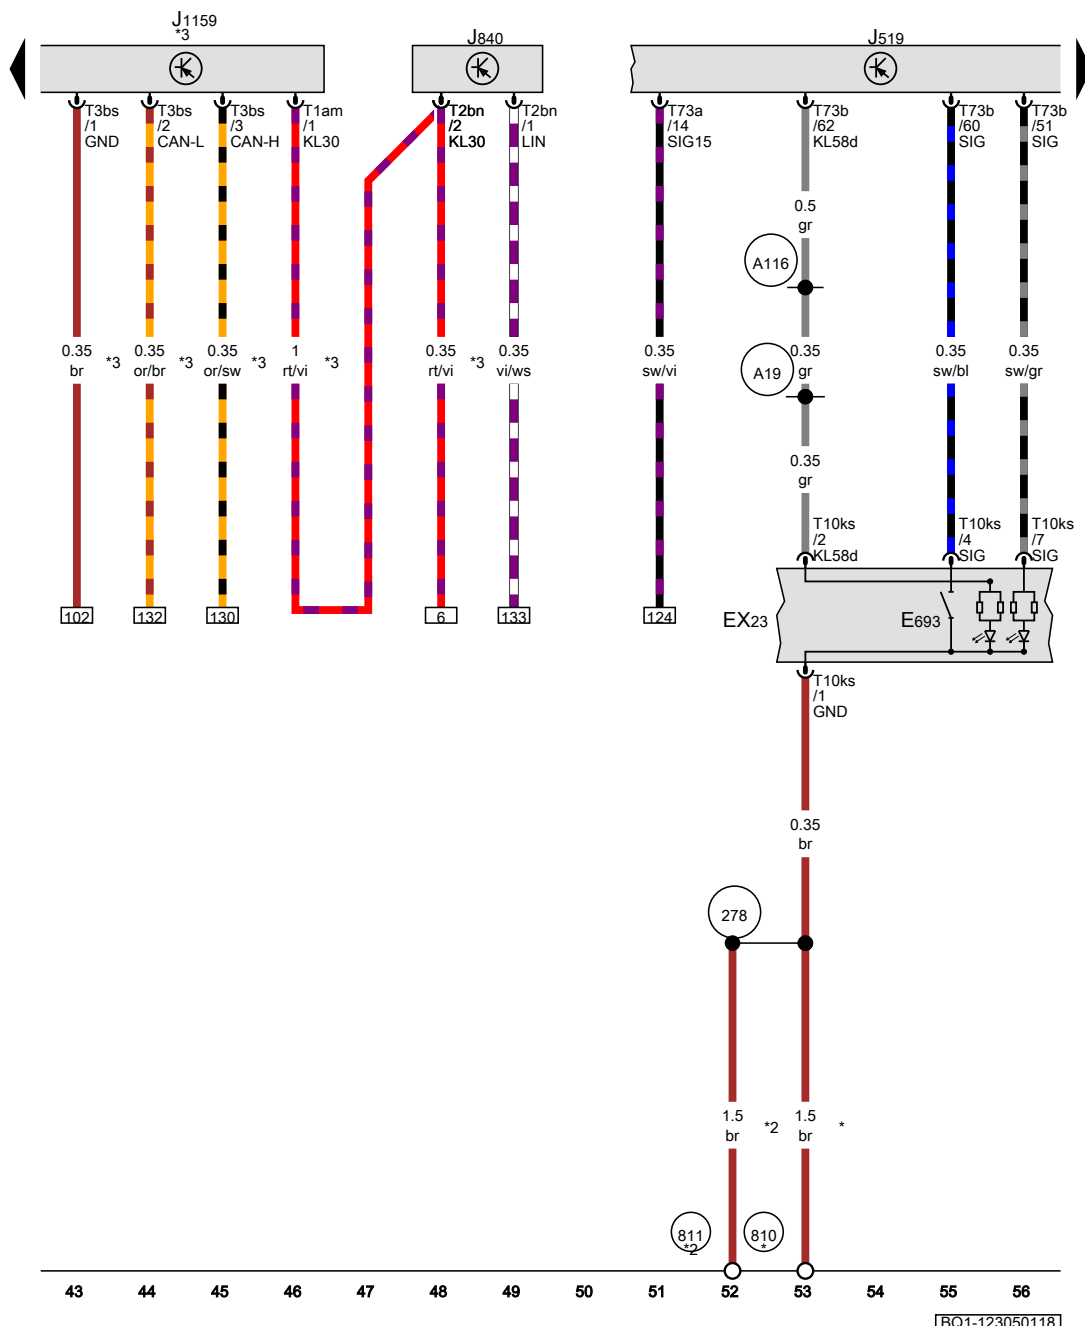 J1159
*3
J840
J519
T3bs
/1
GND
T3bs
/2
CAN-L
T3bs
/3
CAN-H
T1am
/1
KL30
T2bn
/2
KL30
T2bn
/1
LIN
T73a
/14
SIG15
T73b
/62
KL58d
T73b
/60
SIG
T73b
/51
SIG
0.5
gr
A116
0.35
br
*3
0.35
or/br
*3
0.35
or/sw
*3
1
rt/vi
*3
0.35
rt/vi
*3
0.35
vi/ws
0.35
sw/vi
0.35
gr
0.35
sw/bl
0.35
sw/gr
A19
0.35
gr
T10ks
/2
KL58d
T10ks
/4
SIG
T10ks
/7
SIG
102
132
130
6
133
124
EX23
E693
T10ks
/1
GND
0.35
br
278
1.5
br
*2
1.5
br
*
811
*2
810
*
43 44 45 46 47 48 49 50 51 52 53 54 55 56
BQ1-123050118